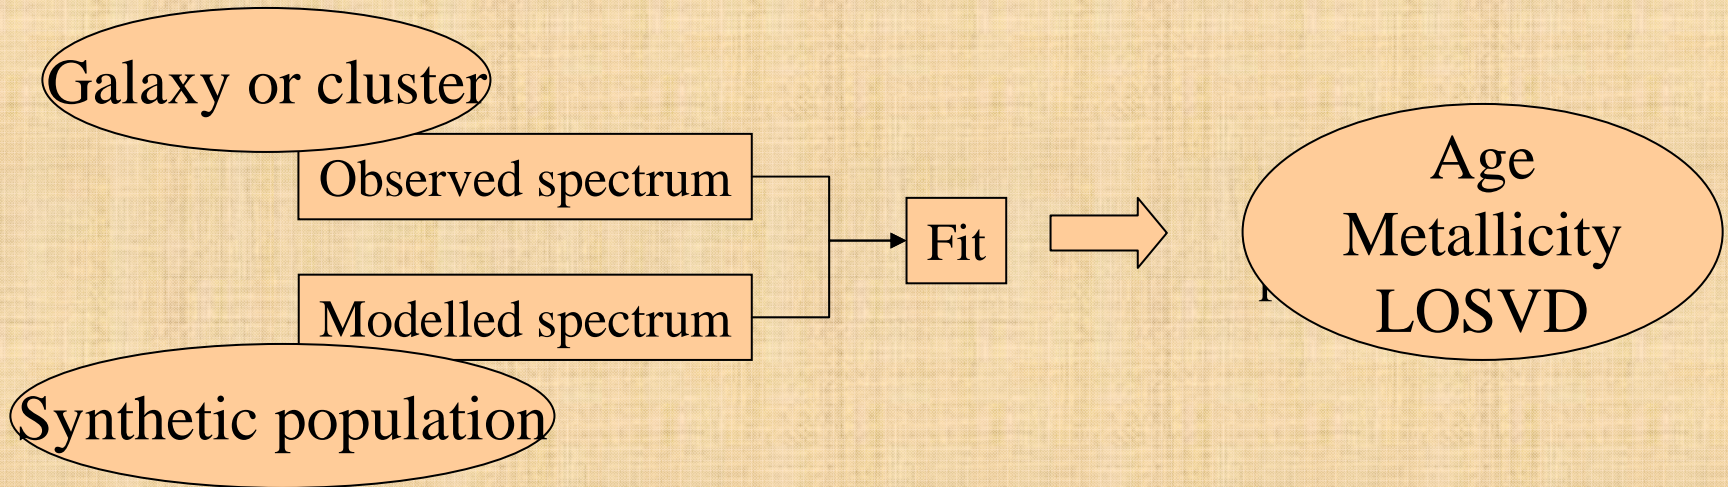 Galaxy or cluster
Observed spectrum
Modelled spectrum
Synthetic population
Fit
Age
Metallicity
LOSVD